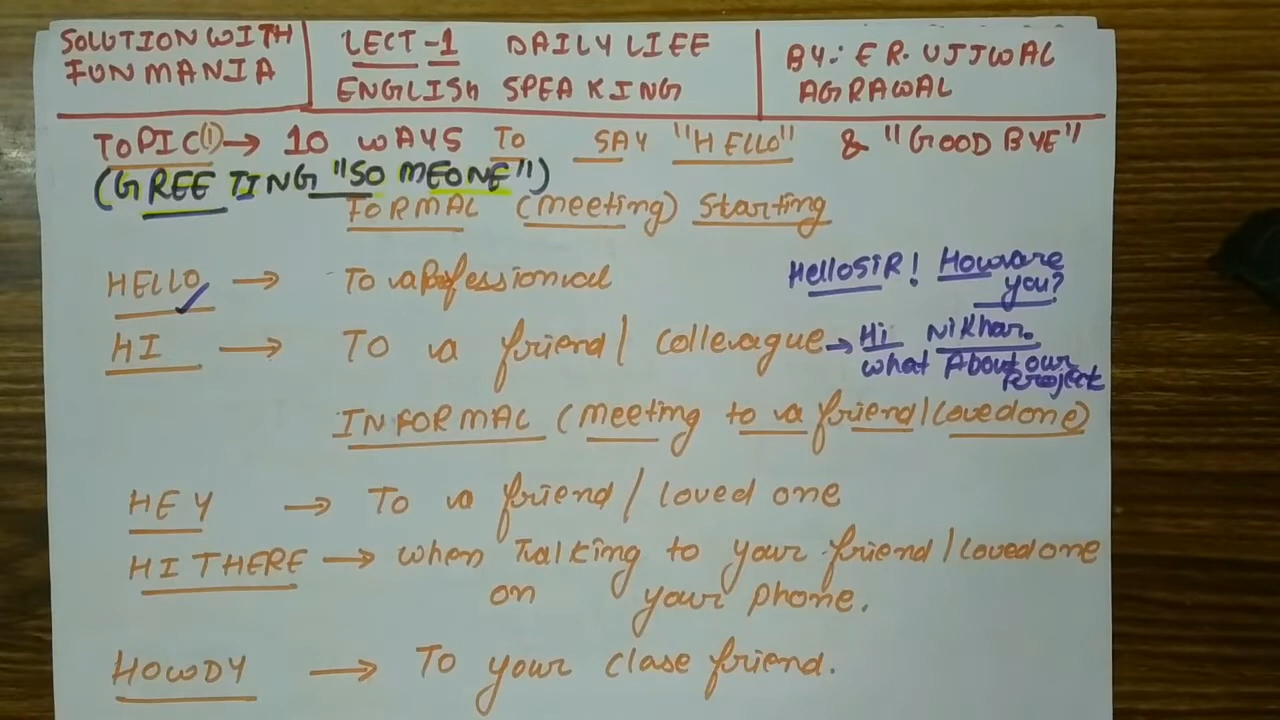 SOLUTION WITH
FUN MANIA
LECT-1 DAILY LIFE
ENGLISH SPEAKING
BY:- ER. UJJWAL
AGRAWAL
TOPIC(1) → 10 WAYS TO SAY "HELLO" & "GOOD BYE"
(GREETING "SOMEONE")
FORMAL (meeting) Starting
HELLO → To a Professional
Hello SIR! How are
you?
HI → To a friend/ colleague → Hi Nikhar.
what About our
Project
INFORMAL (meeting to a friend/Loved one)
HEY → To a friend/ loved one
HI THERE → when Talking to your friend/Loved one
on your phone.
HOWDY → To your close friend.